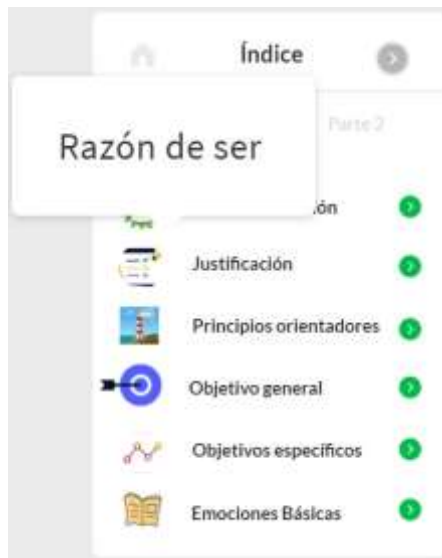 Índice
Parte 2
Razón de ser
ón
Justificación
Principios orientadores
Objetivo general
Objetivos específicos
Emociones Básicas